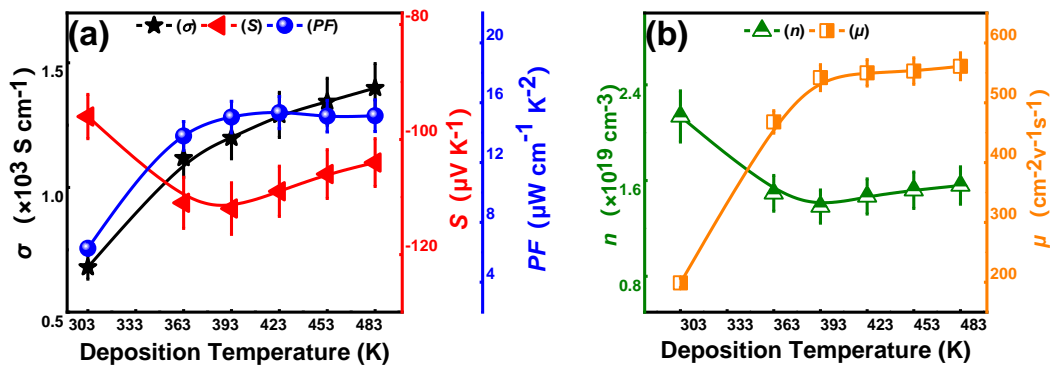 (a)
(σ) (S) (PF)
1.5
1.0
0.5
σ (×10³ S cm⁻¹)
303 333 363 393 423 453 483
Deposition Temperature (K)
-80
-100
-120
S (μV K⁻¹)
20
16
12
8
4
PF (μW cm⁻¹ K⁻²)
(b)
(n) (μ)
2.4
1.6
0.8
n (×10¹⁹ cm⁻³)
303 333 363 393 423 453 483
Deposition Temperature (K)
600
500
400
300
200
μ (cm⁻²v⁻¹s⁻¹)